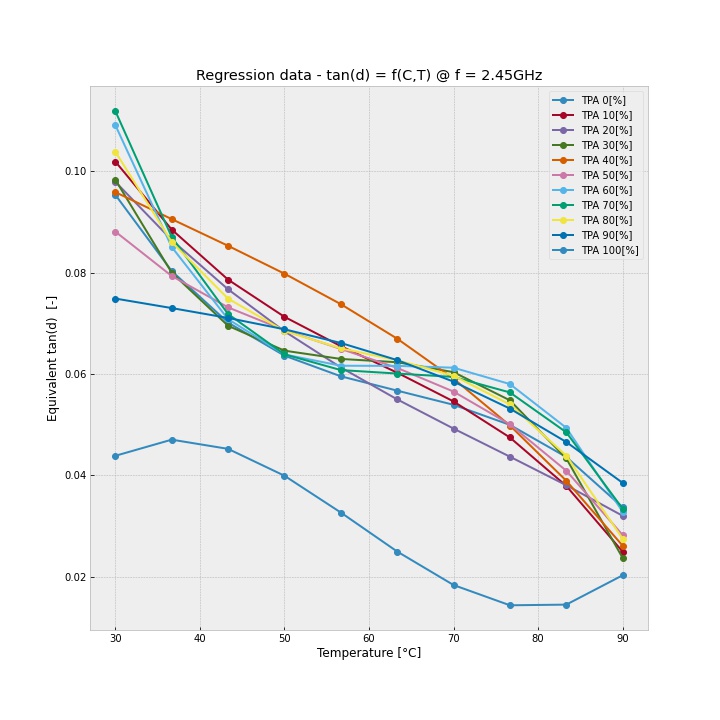 Regression data - tan(d) = f(C,T) @ f = 2.45GHz
TPA 0[%]
TPA 10[%]
TPA 20[%]
TPA 30[%]
TPA 40[%]
TPA 50[%]
TPA 60[%]
TPA 70[%]
TPA 80[%]
TPA 90[%]
TPA 100[%]
Equivalent tan(d) [-]
0.10
0.08
0.06
0.04
0.02
30 40 50 60 70 80 90
Temperature [°C]